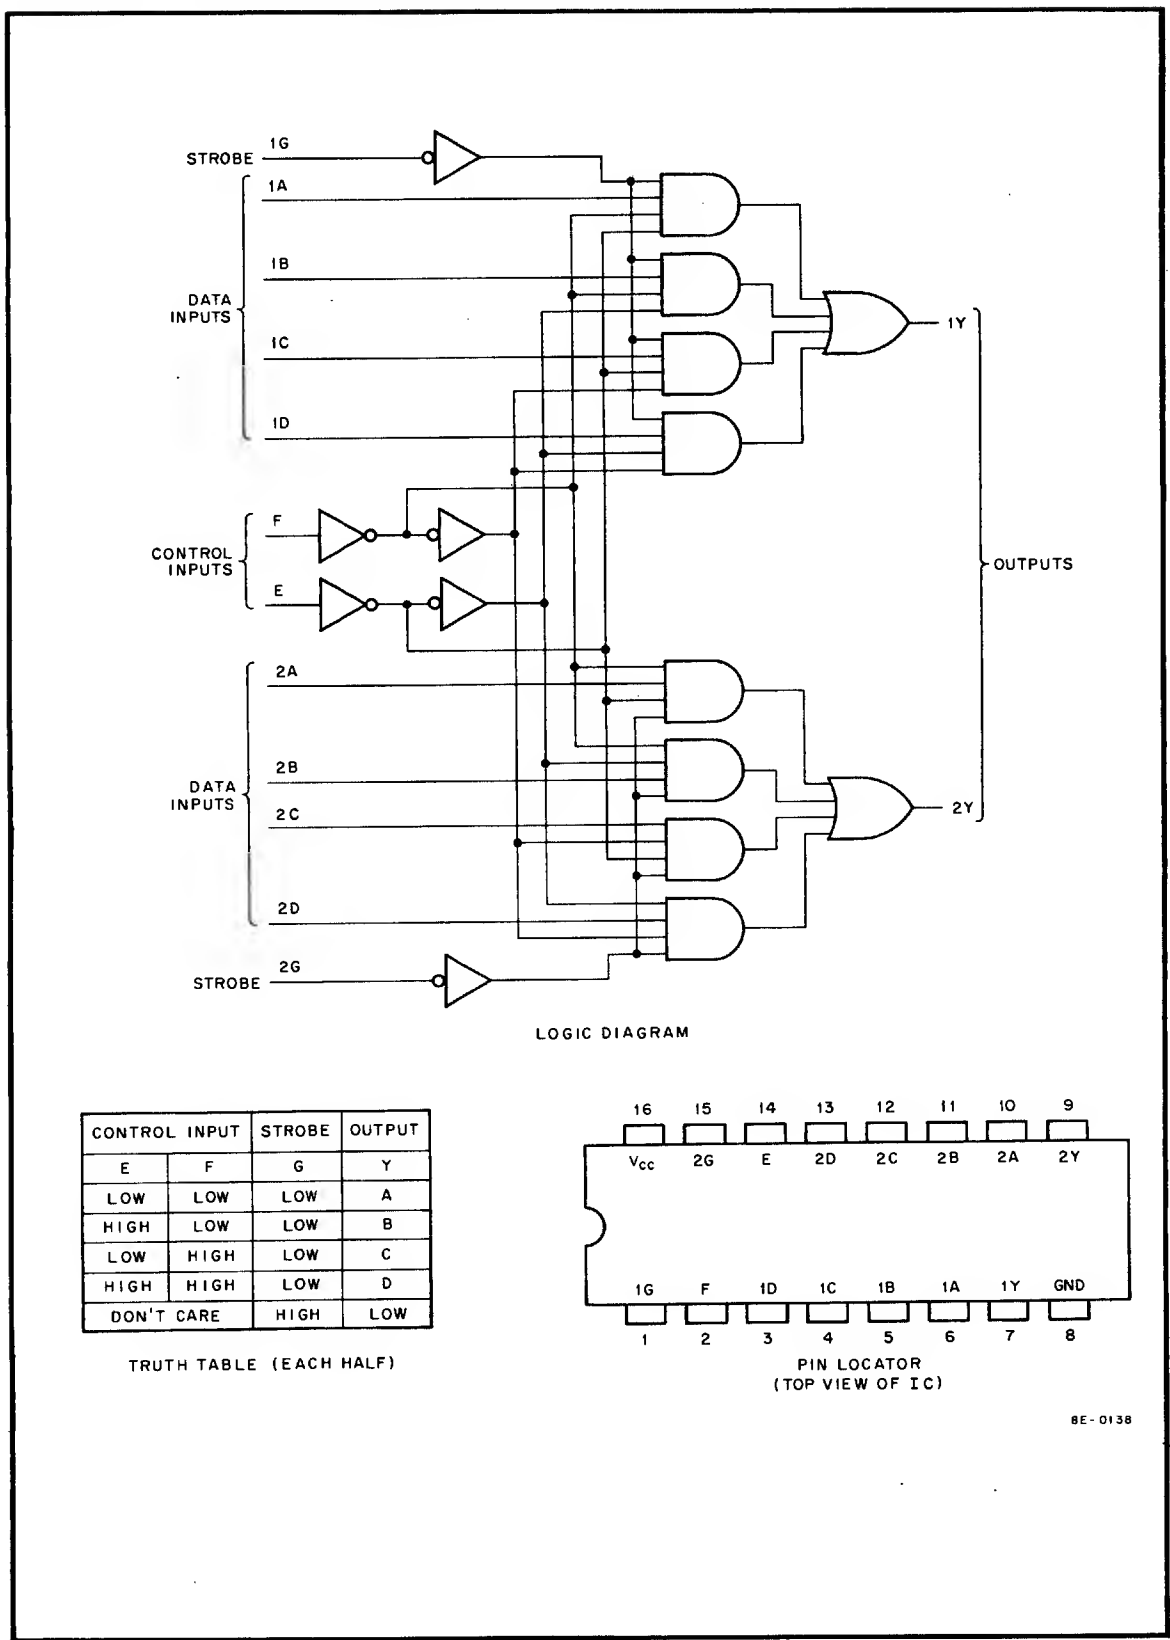 1G
STROBE
1A
1B
DATA
INPUTS
1Y
1C
1D
F
CONTROL
INPUTS
OUTPUTS
E
2A
2B
DATA
INPUTS
2Y
2C
2D
2G
STROBE
LOGIC DIAGRAM
CONTROL INPUT STROBE OUTPUT
E F G Y
LOW LOW LOW A
HIGH LOW LOW B
LOW HIGH LOW C
HIGH HIGH LOW D
DON'T CARE HIGH LOW
TRUTH TABLE (EACH HALF)
16 15 14 13 12 11 10 9
VCC 2G E 2D 2C 2B 2A 2Y
1G F 1D 1C 1B 1A 1Y GND
1 2 3 4 5 6 7 8
PIN LOCATOR
(TOP VIEW OF IC)
8E-0138